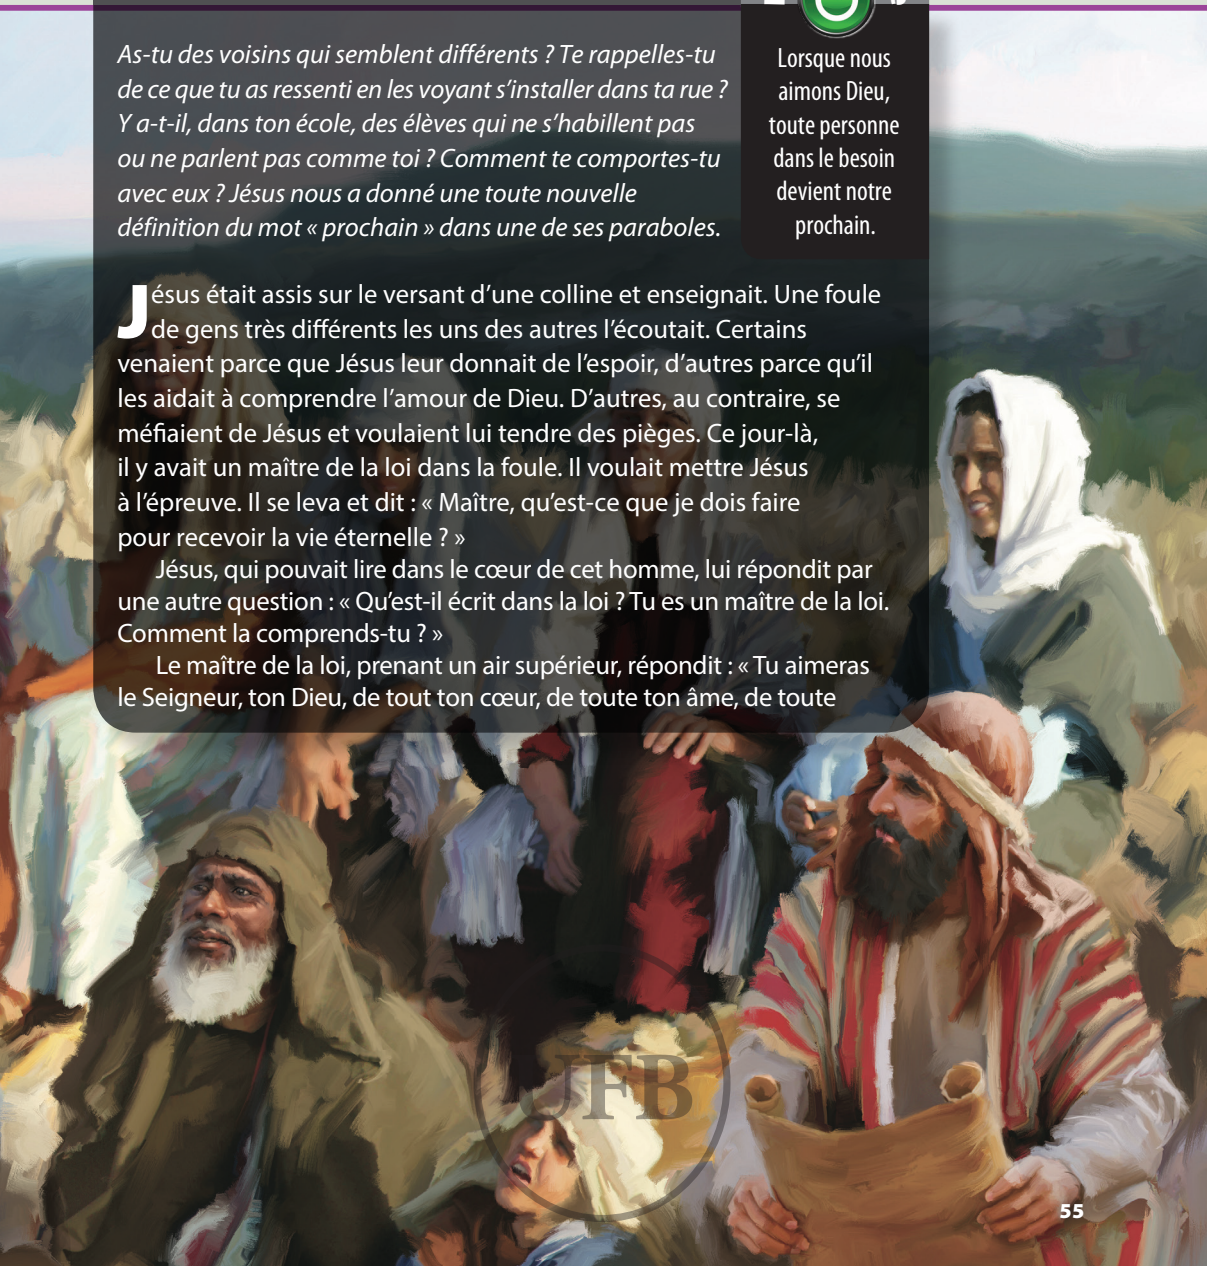 As-tu des voisins qui semblent différents ? Te rappelles-tu
de ce que tu as ressenti en les voyant s’installer dans ta rue ?
Y a-t-il, dans ton école, des élèves qui ne s’habillent pas
ou ne parlent pas comme toi ? Comment te comportes-tu
avec eux ? Jésus nous a donné une toute nouvelle
définition du mot « prochain » dans une de ses paraboles.
Lorsque nous
aimons Dieu,
toute personne
dans le besoin
devient notre
prochain.
Jésus était assis sur le versant d’une colline et enseignait. Une foule
de gens très différents les uns des autres l’écoutait. Certains
venaient parce que Jésus leur donnait de l’espoir, d’autres parce qu’il
les aidait à comprendre l’amour de Dieu. D’autres, au contraire, se
méfiaient de Jésus et voulaient lui tendre des pièges. Ce jour-là,
il y avait un maître de la loi dans la foule. Il voulait mettre Jésus
à l’épreuve. Il se leva et dit : « Maître, qu’est-ce que je dois faire
pour recevoir la vie éternelle ? »
Jésus, qui pouvait lire dans le cœur de cet homme, lui répondit par
une autre question : « Qu’est-il écrit dans la loi ? Tu es un maître de la loi.
Comment la comprends-tu ? »
Le maître de la loi, prenant un air supérieur, répondit : « Tu aimeras
le Seigneur, ton Dieu, de tout ton cœur, de toute ton âme, de toute
JFB
55